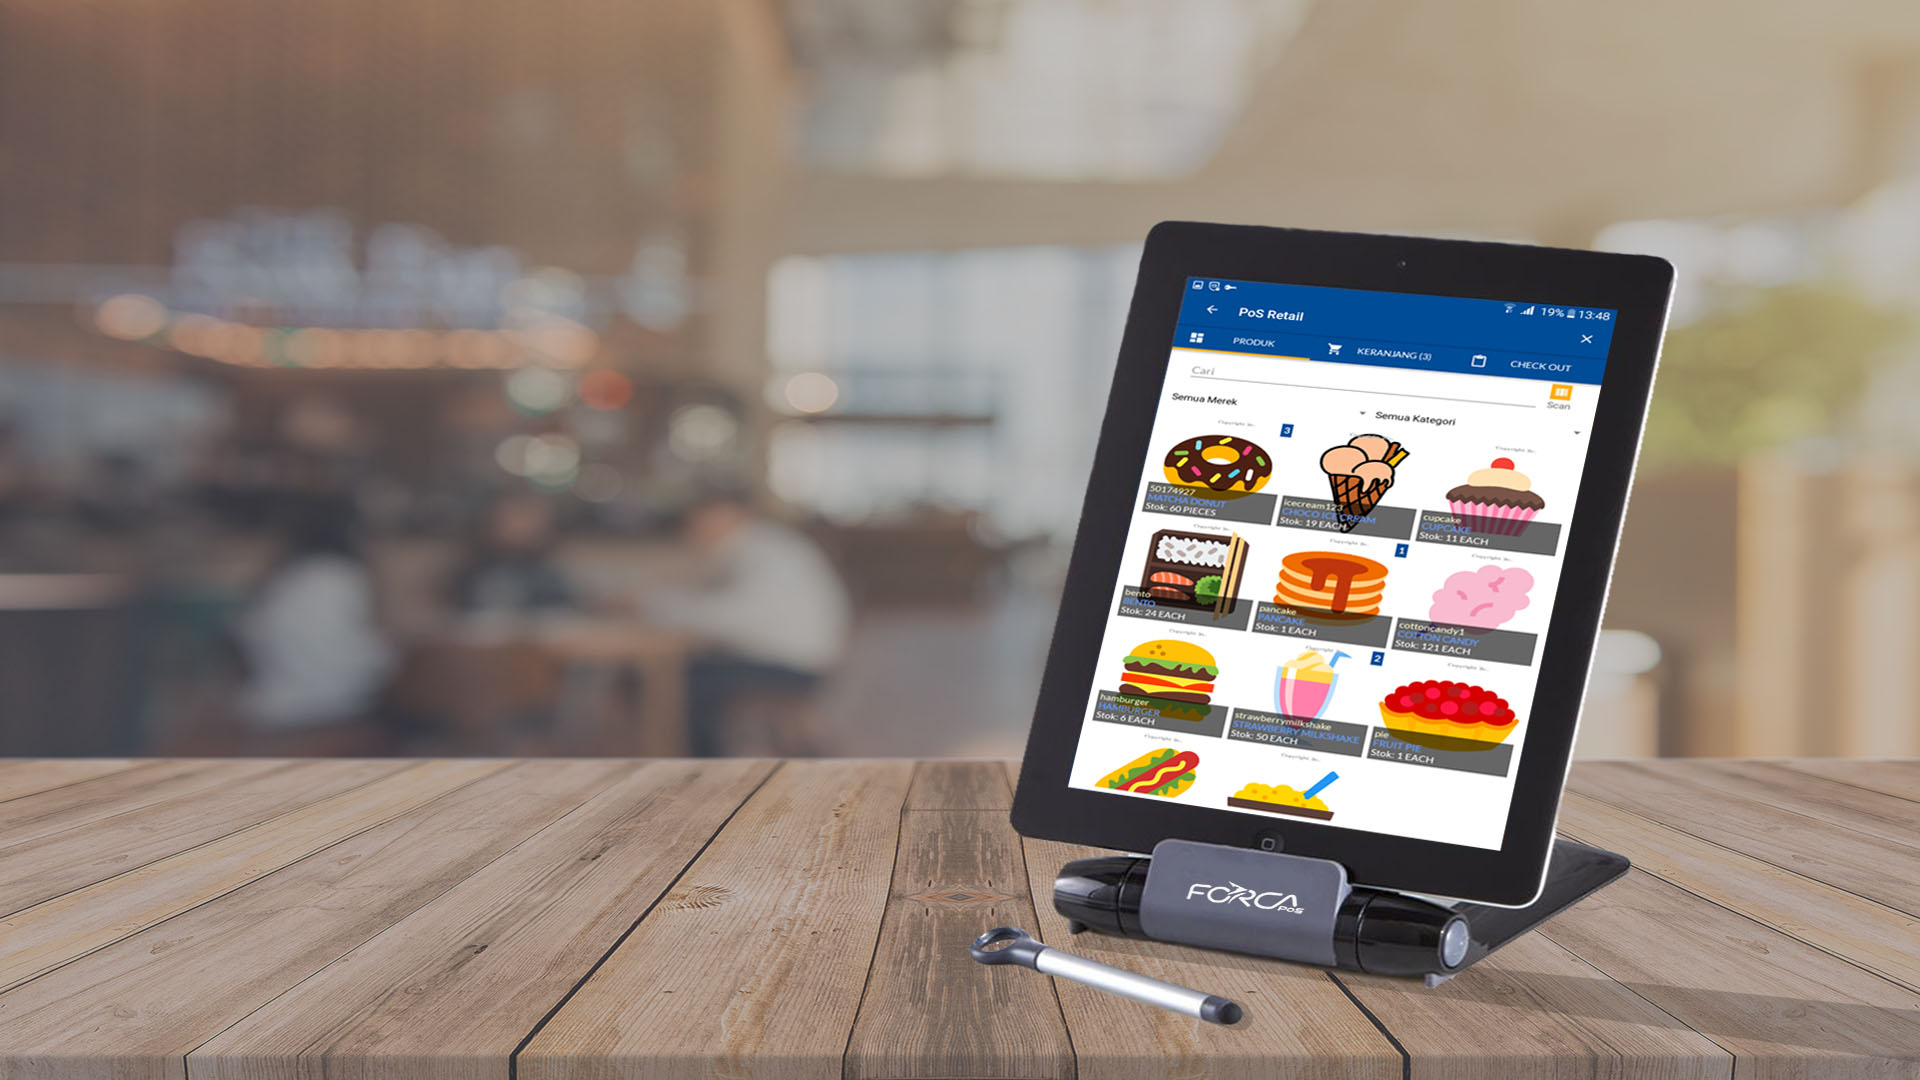 19% 13:48
PoS Retail
PRODUK
KERANJANG (3)
CHECK OUT
Cari
Scan
Semua Merek
Semua Kategori
3
50174927
MATCHA DONUT
Stok: 60 PIECES
icecream123
CHOCO ICE CREAM
Stok: 19 EACH
cupcake
CUPCAKE
Stok: 11 EACH
bento
BENTO
Stok: 24 EACH
1
pancake
PANCAKE
Stok: 1 EACH
cottoncandy1
COTTON CANDY
Stok: 121 EACH
hamburger
HAMBURGER
Stok: 6 EACH
2
strawberrymilkshake
STRAWBERRY MILKSHAKE
Stok: 50 EACH
pie
FRUIT PIE
Stok: 1 EACH
FORCA
POS